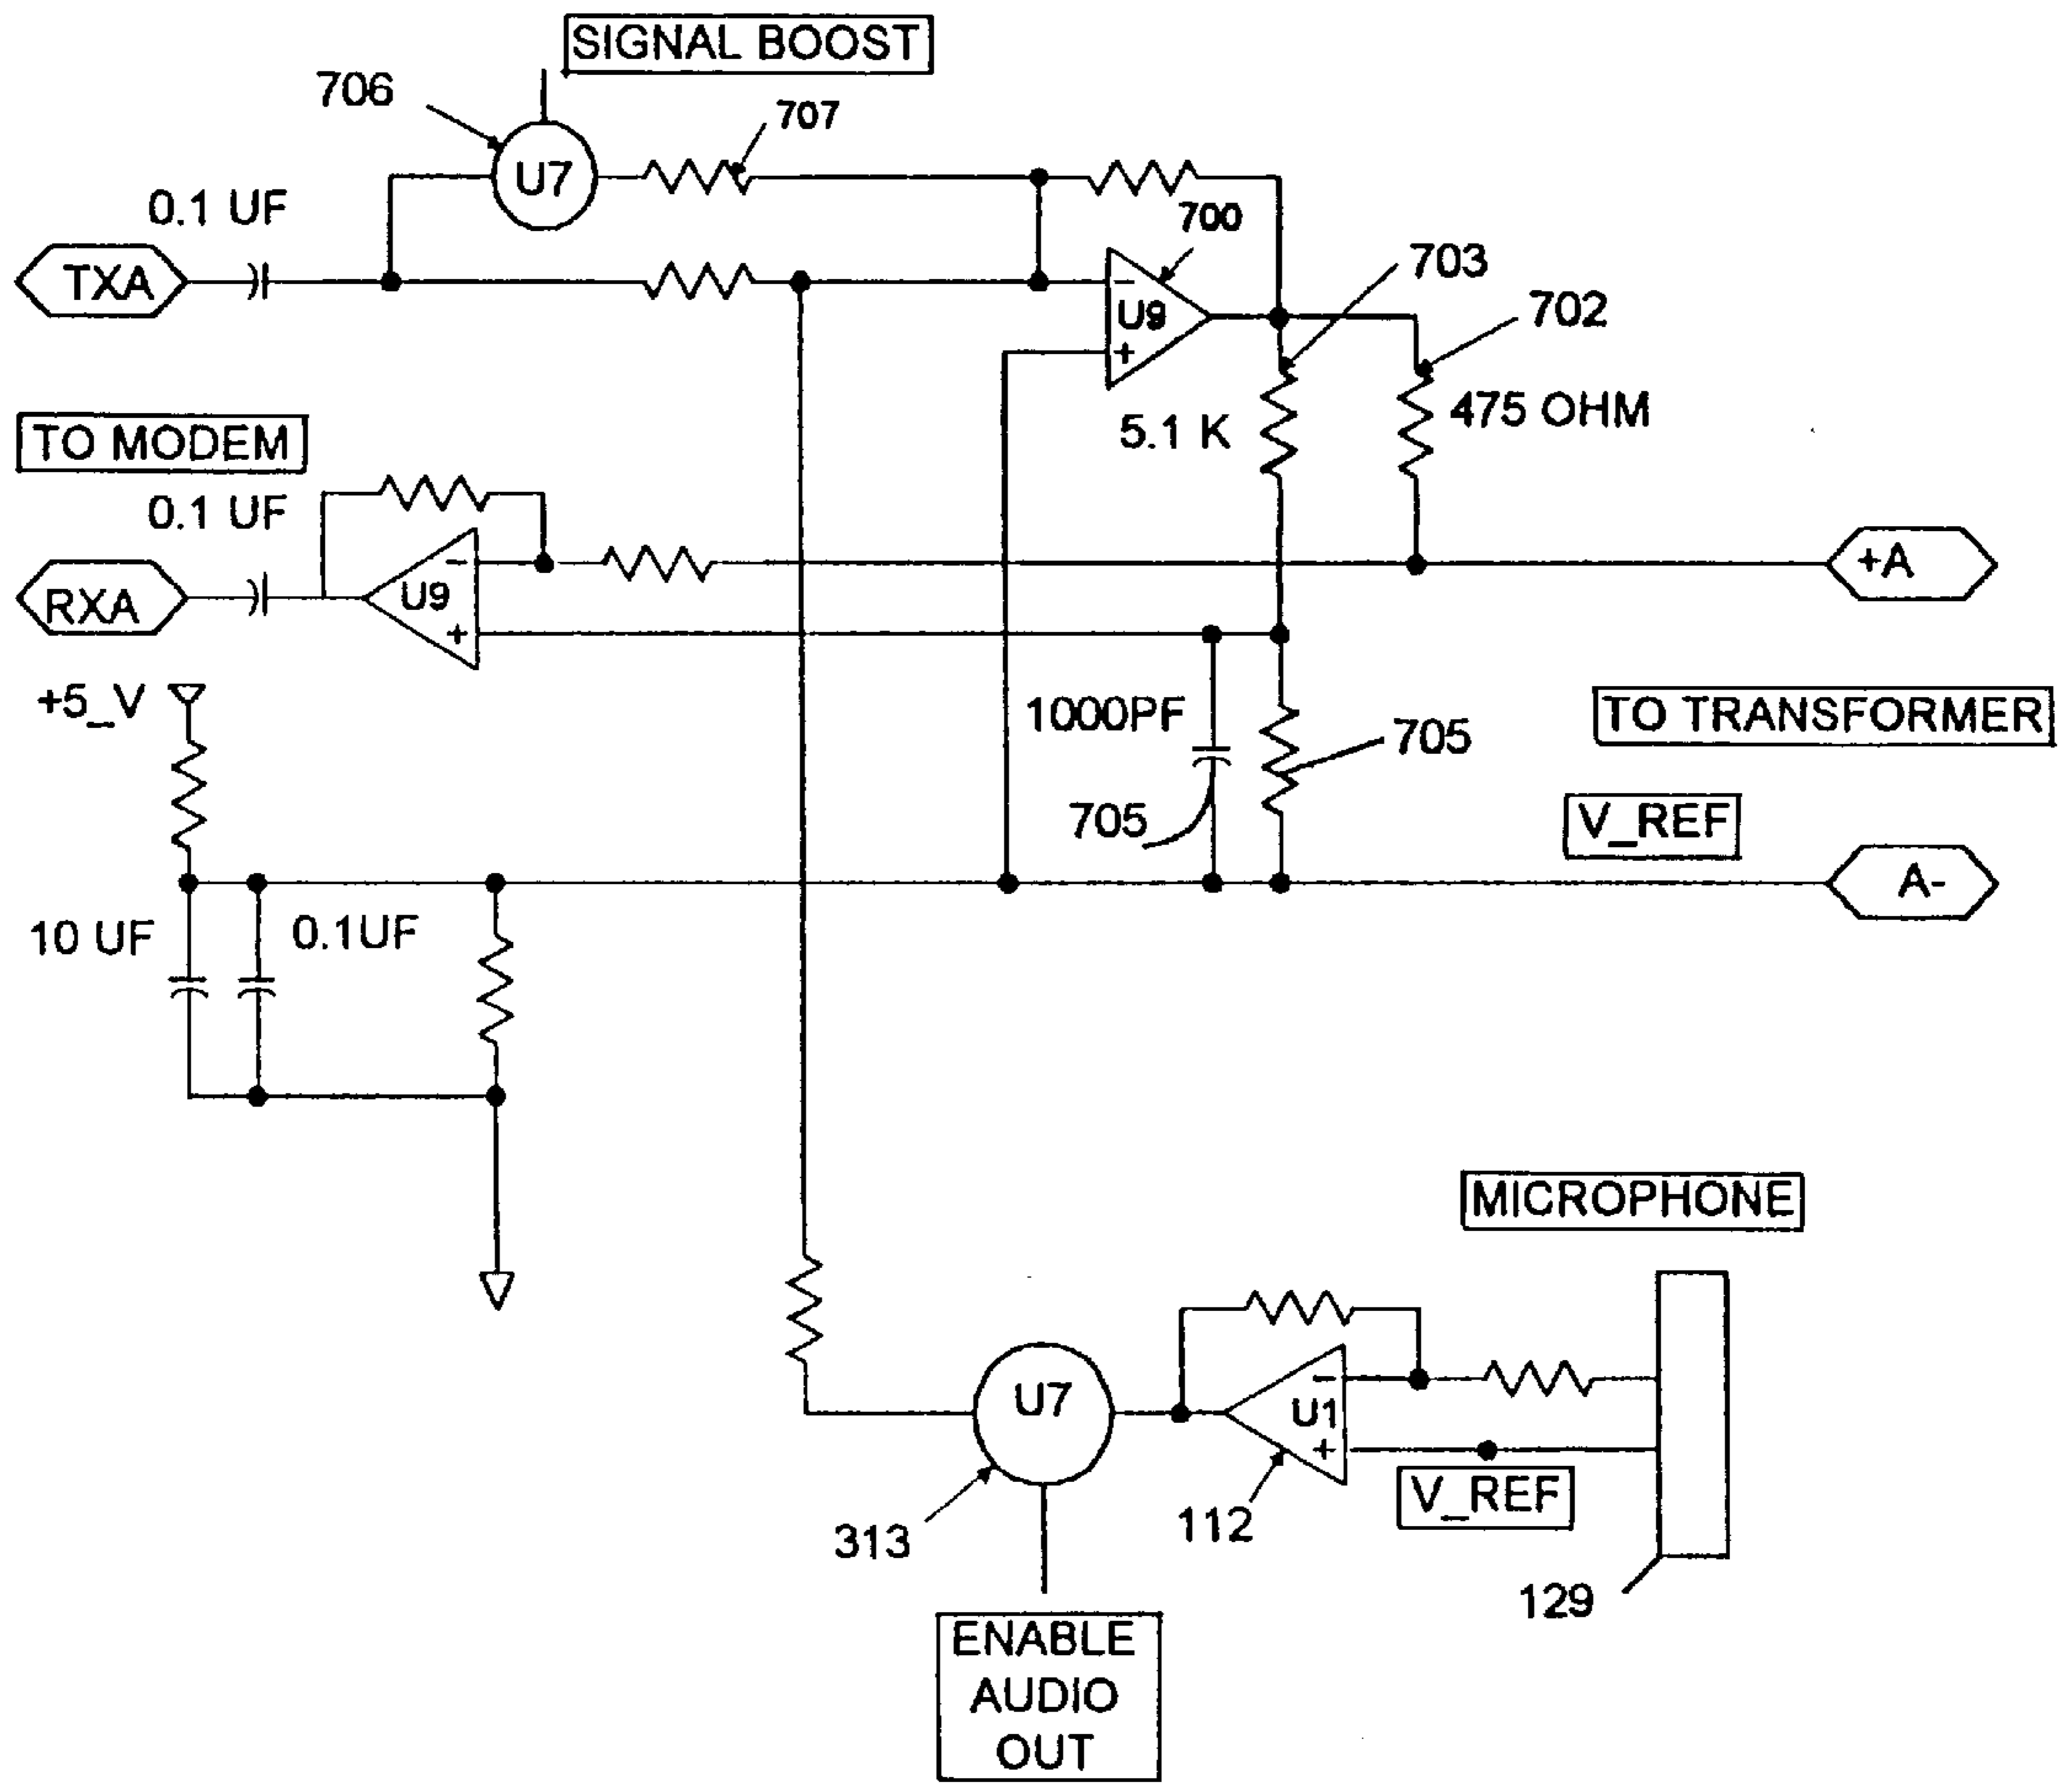 SIGNAL BOOST
706
707
U7
0.1 UF
700
TXA
703
U9
702
475 OHM
5.1 K
TO MODEM
0.1 UF
+A
RXA
U9
+5_V
1000PF
TO TRANSFORMER
705
705
V_REF
A-
10 UF
0.1UF
MICROPHONE
U7
U1
V_REF
313
112
129
ENABLE
AUDIO
OUT